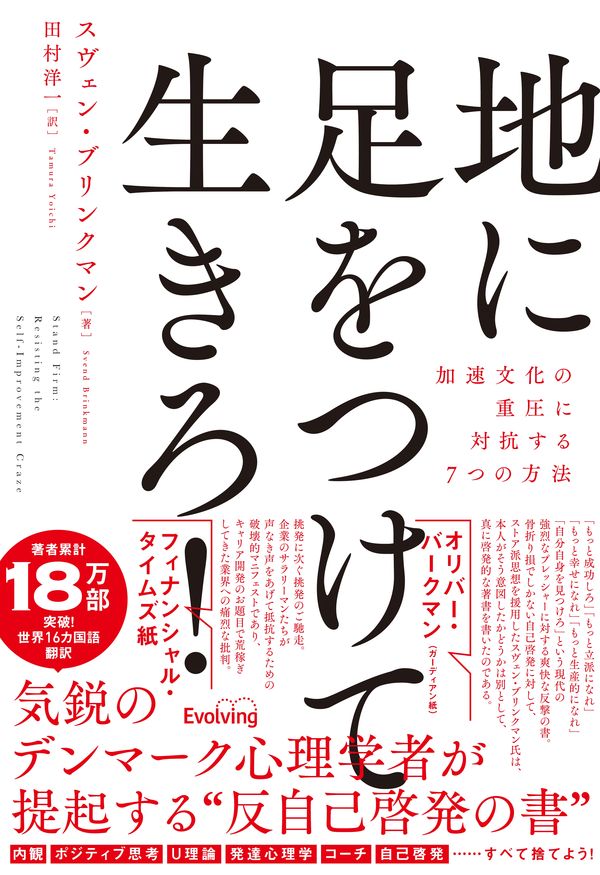 地に
足をつけて
生きろ！
加速文化の
重圧に
対抗する
7つの方法
スヴェン・ブリンクマン［著］ Svend Brinkmann
田村洋一［訳］ Tamura Yoichi
Stand Firm:
Resisting the
Self-Improvement Craze
「もっと成功しろ」「もっと立派になれ」
「もっと幸せになれ」「もっと生産的になれ」
「自分自身を見つけろ」という現代の
強烈なプレッシャーに対する爽快な反撃の書。
骨折り損でしかない自己啓発に対して、
ストア派思想を援用したスヴェン・ブリンクマン氏は、
本人がそう意図したかどうかは別として、
真に啓発的な著書を書いたのである。
オリバー・
バークマン（ガーディアン紙）
挑発に次ぐ挑発のご馳走。
企業のサラリーマンたちが
声なき声をあげて抵抗するための
破壊的マニフェストであり、
キャリア開発のお題目で荒稼ぎ
してきた業界への痛烈な批判。
フィナンシャル・
タイムズ紙
著者累計
18万部
突破！
世界16カ国語
翻訳
Evolving
気鋭の
デンマーク心理学者が
提起する“反自己啓発の書”
内観 ポジティブ思考 U理論 発達心理学 コーチ 自己啓発 ……すべて捨てよう！